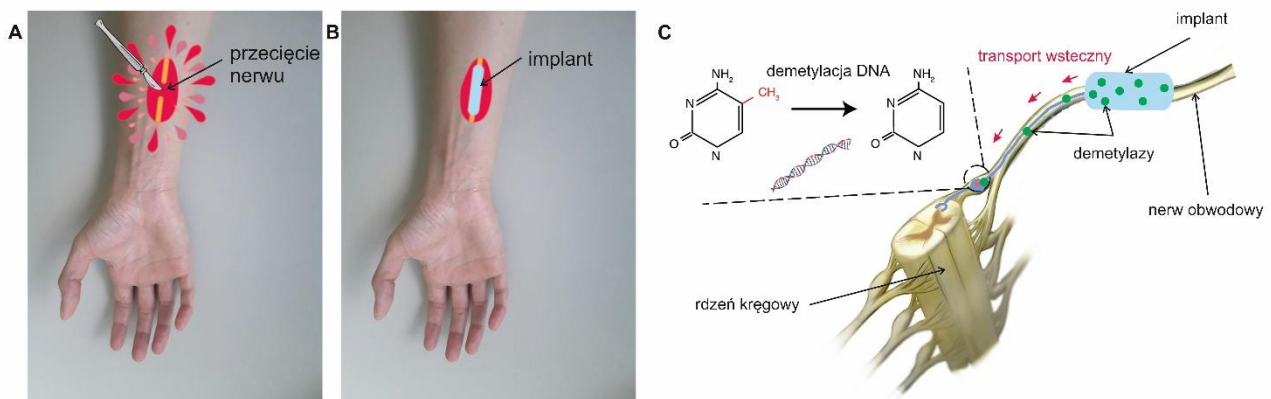 A
przecięcie
nerwu
B
implant
C
NH₂
N
O
N
CH₃
demetylacja DNA
NH₂
N
O
N
transport wsteczny
implant
demetylazy
nerw obwodowy
rdzeń kręgowy